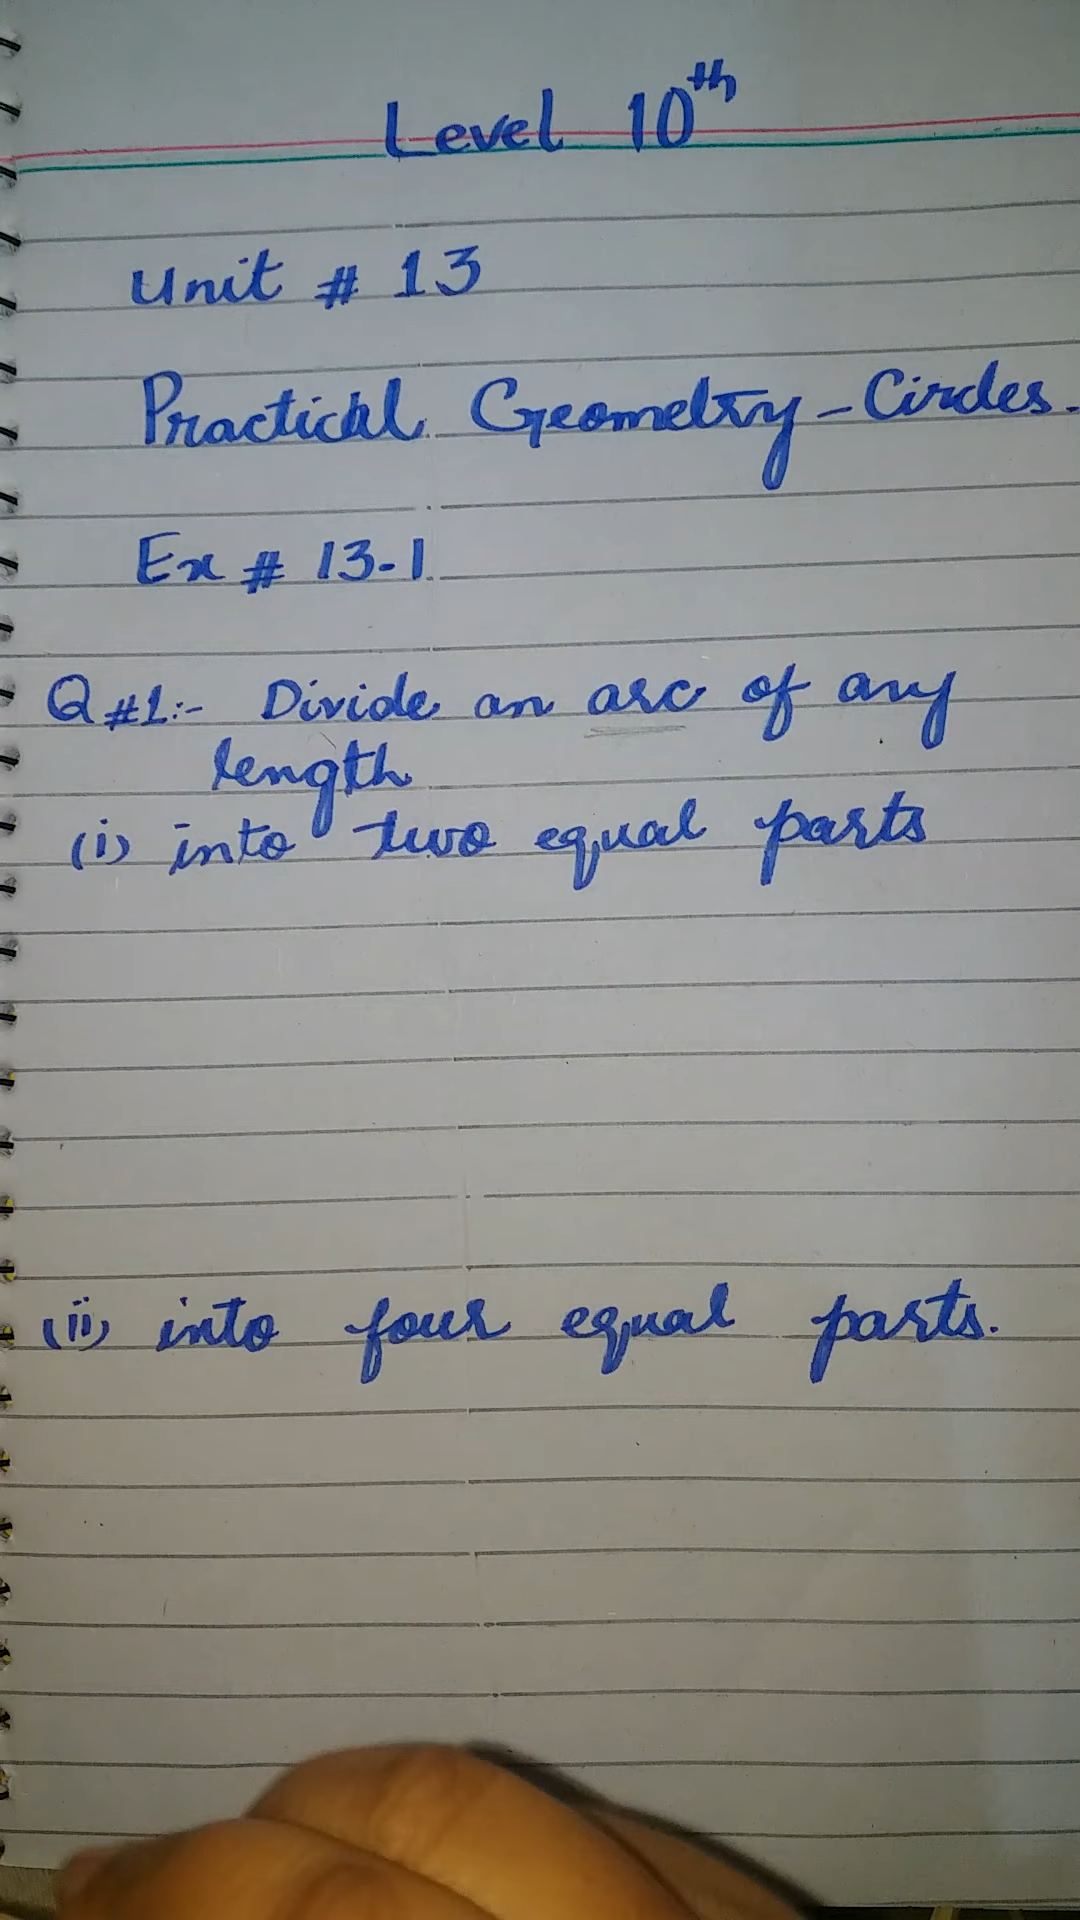 Level 10th
Unit # 13
Practical Geometry - Circles.
Ex # 13-1
Q#1:- Divide an arc of any
length
(i) into two equal parts
(ii) into four equal parts.